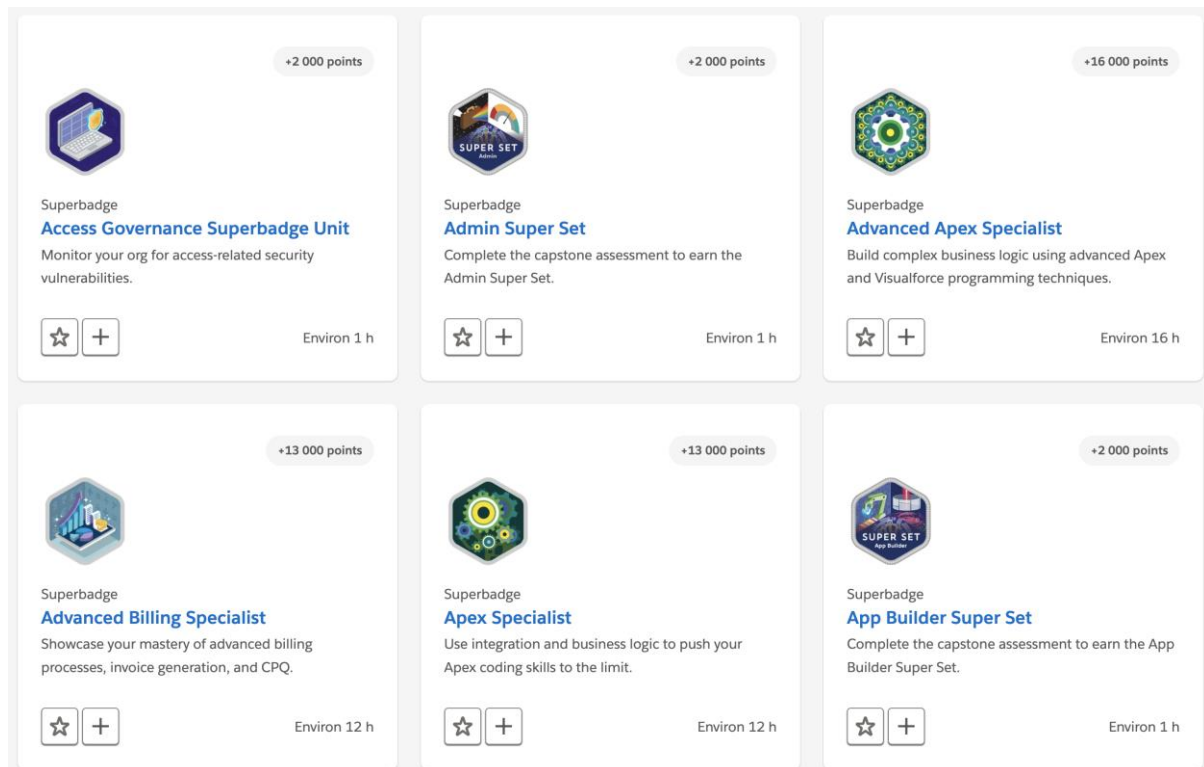 +2 000 points
Superbadge
Access Governance Superbadge Unit
Monitor your org for access-related security
vulnerabilities.
Environ 1 h
+2 000 points
SUPER SET
Admin
Superbadge
Admin Super Set
Complete the capstone assessment to earn the
Admin Super Set.
Environ 1 h
+16 000 points
Superbadge
Advanced Apex Specialist
Build complex business logic using advanced Apex
and Visualforce programming techniques.
Environ 16 h
+13 000 points
Superbadge
Advanced Billing Specialist
Showcase your mastery of advanced billing
processes, invoice generation, and CPQ.
Environ 12 h
+13 000 points
Superbadge
Apex Specialist
Use integration and business logic to push your
Apex coding skills to the limit.
Environ 12 h
+2 000 points
SUPER SET
App Builder
Superbadge
App Builder Super Set
Complete the capstone assessment to earn the App
Builder Super Set.
Environ 1 h